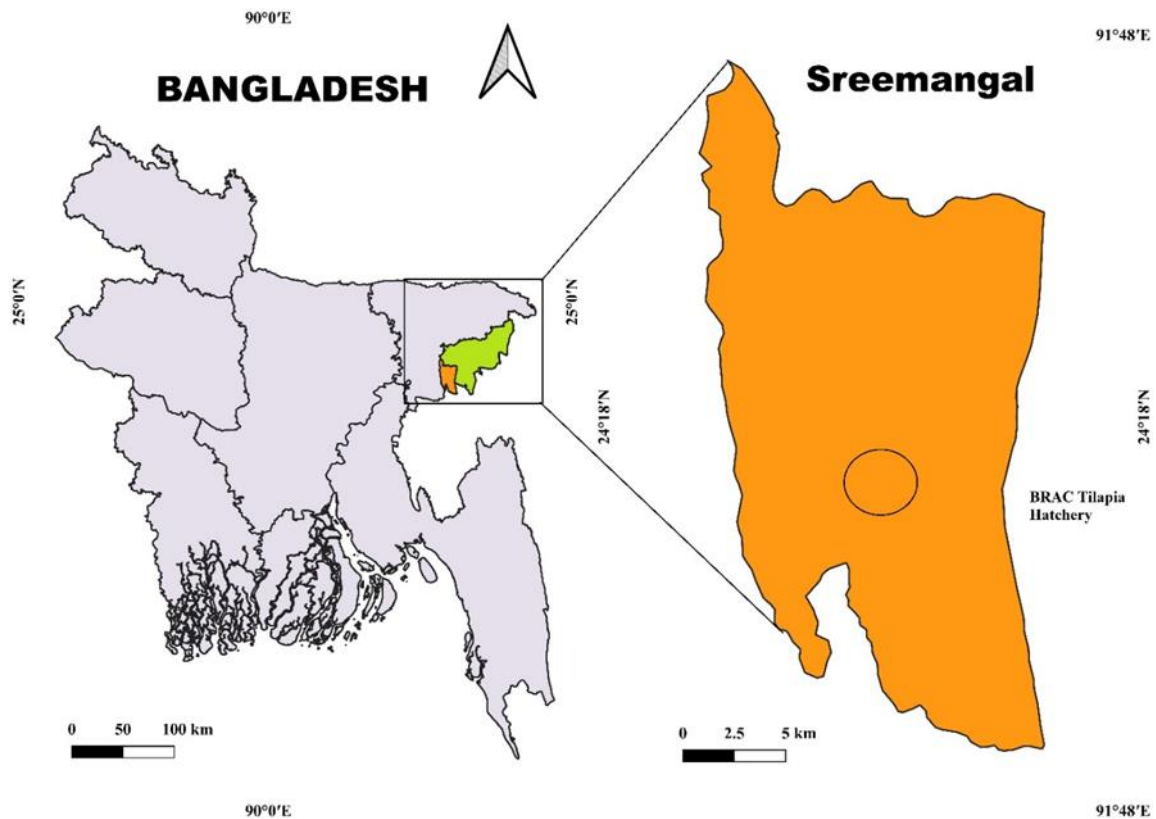 90°0′E
91°48′E
BANGLADESH
Sreemangal
25°0′N
25°0′N
24°18′N
24°18′N
BRAC Tilapia
Hatchery
0 50 100 km
0 2.5 5 km
90°0′E
91°48′E